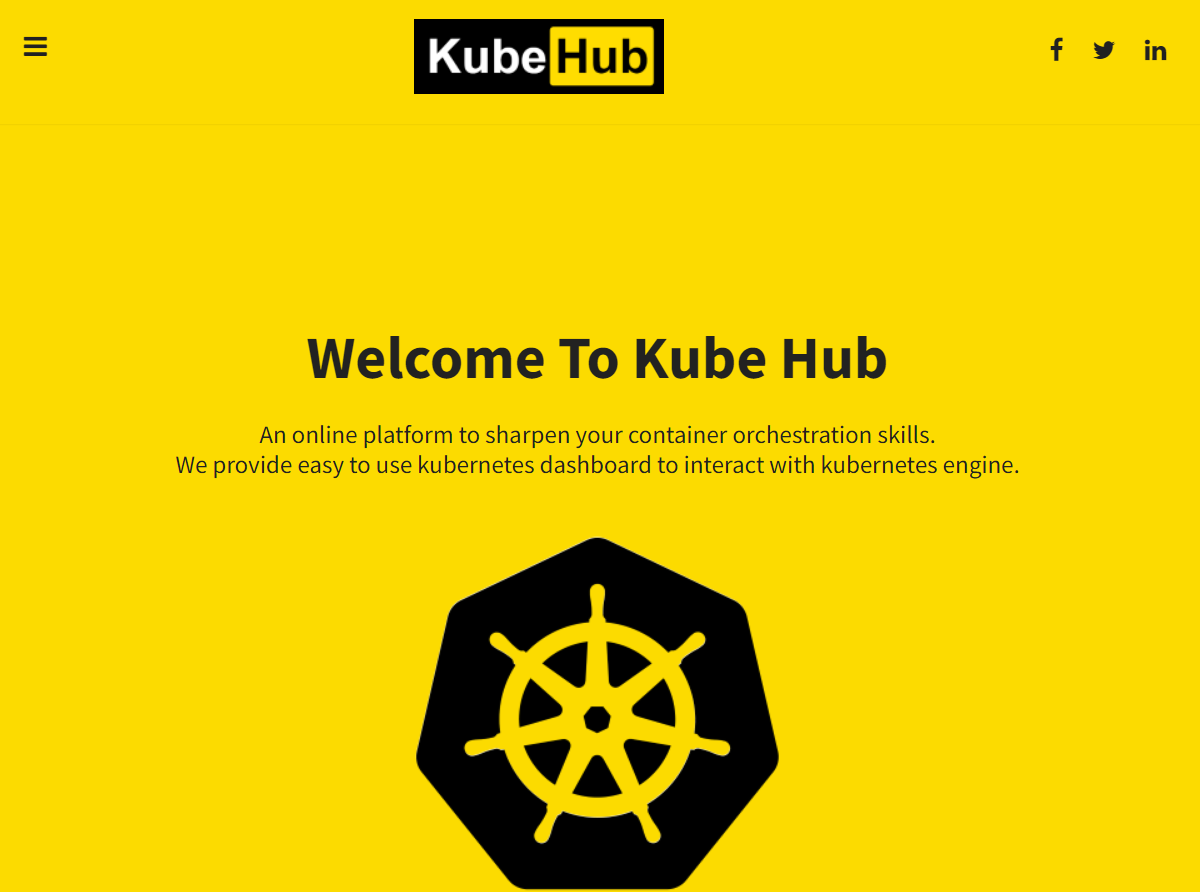 KubeHub
Welcome To Kube Hub
An online platform to sharpen your container orchestration skills.
We provide easy to use kubernetes dashboard to interact with kubernetes engine.